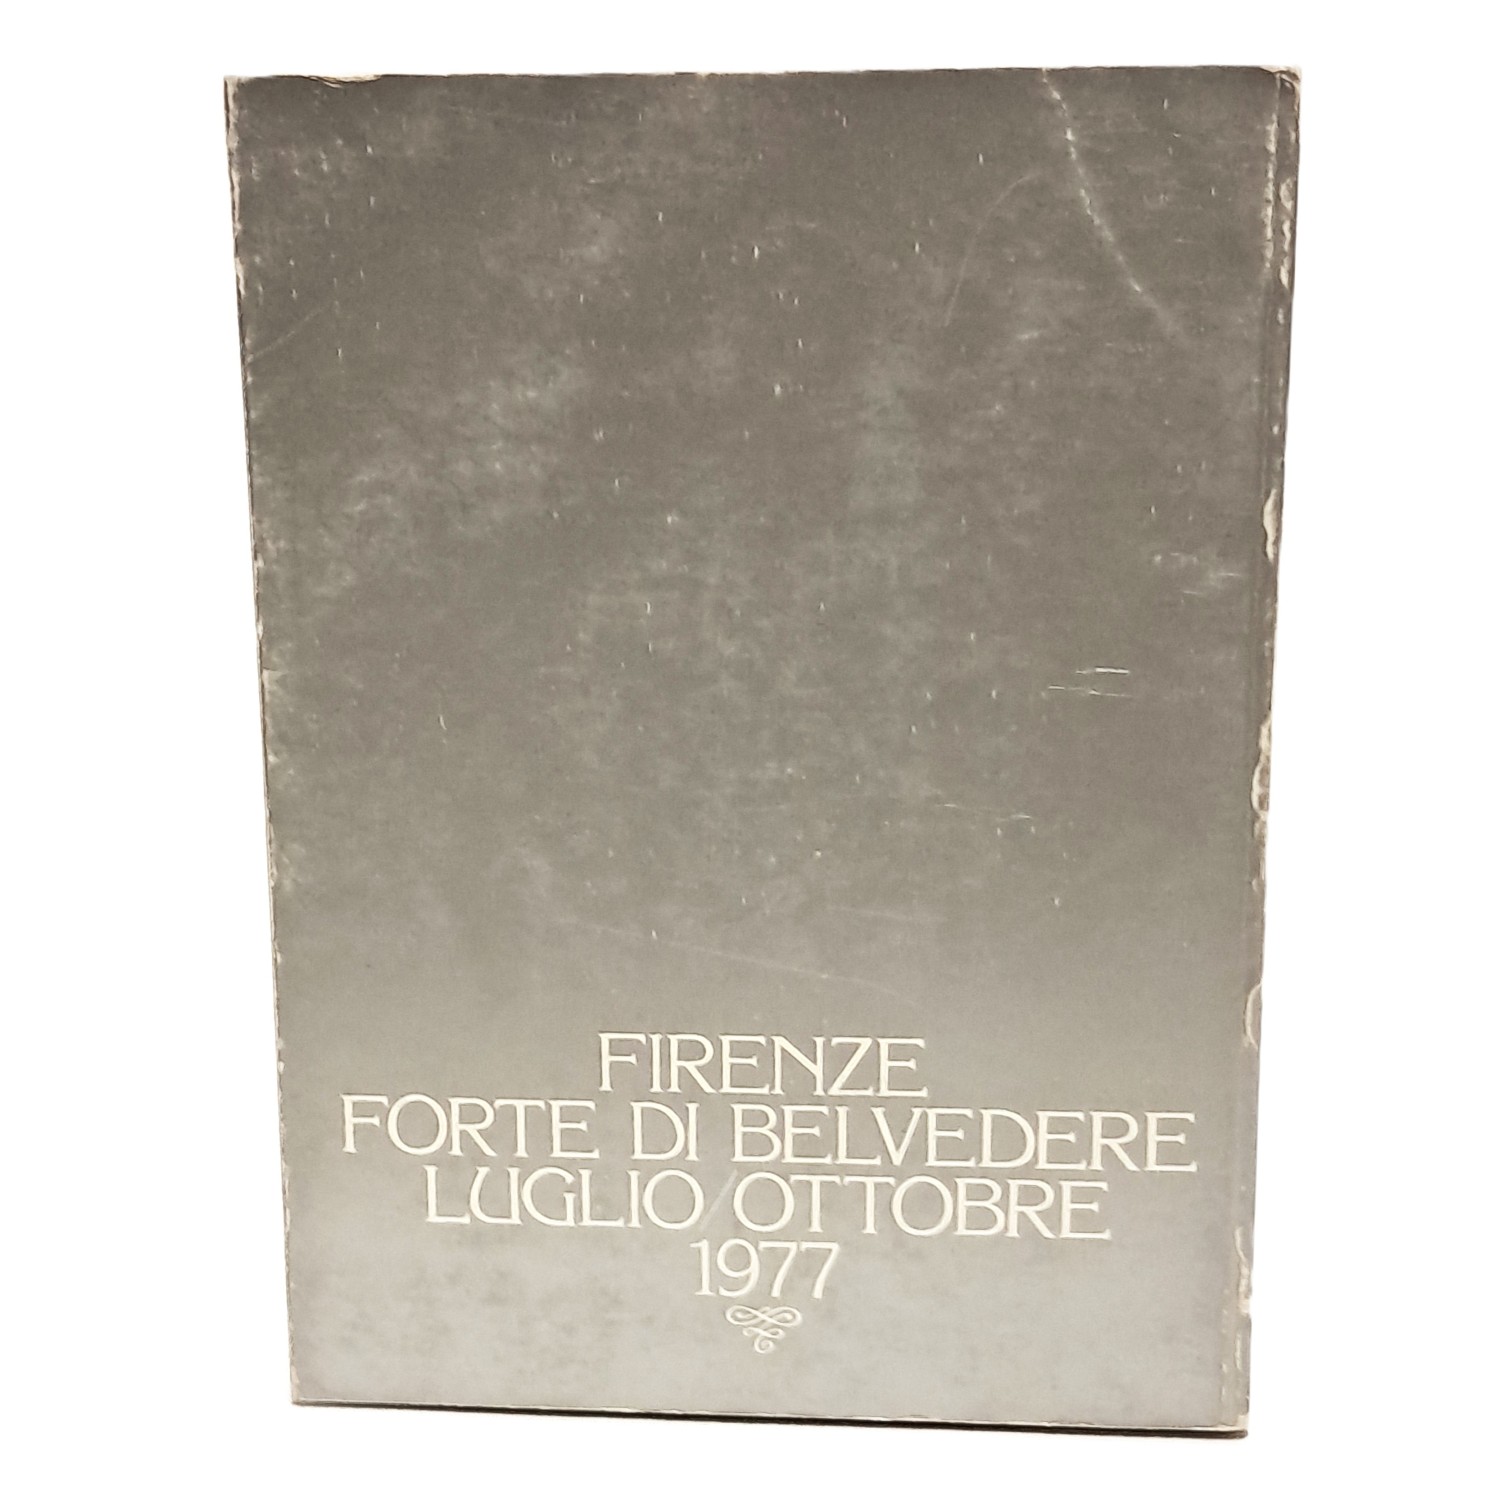 FIRENZE
FORTE DI BELVEDERE
LUGLIO/OTTOBRE
1977